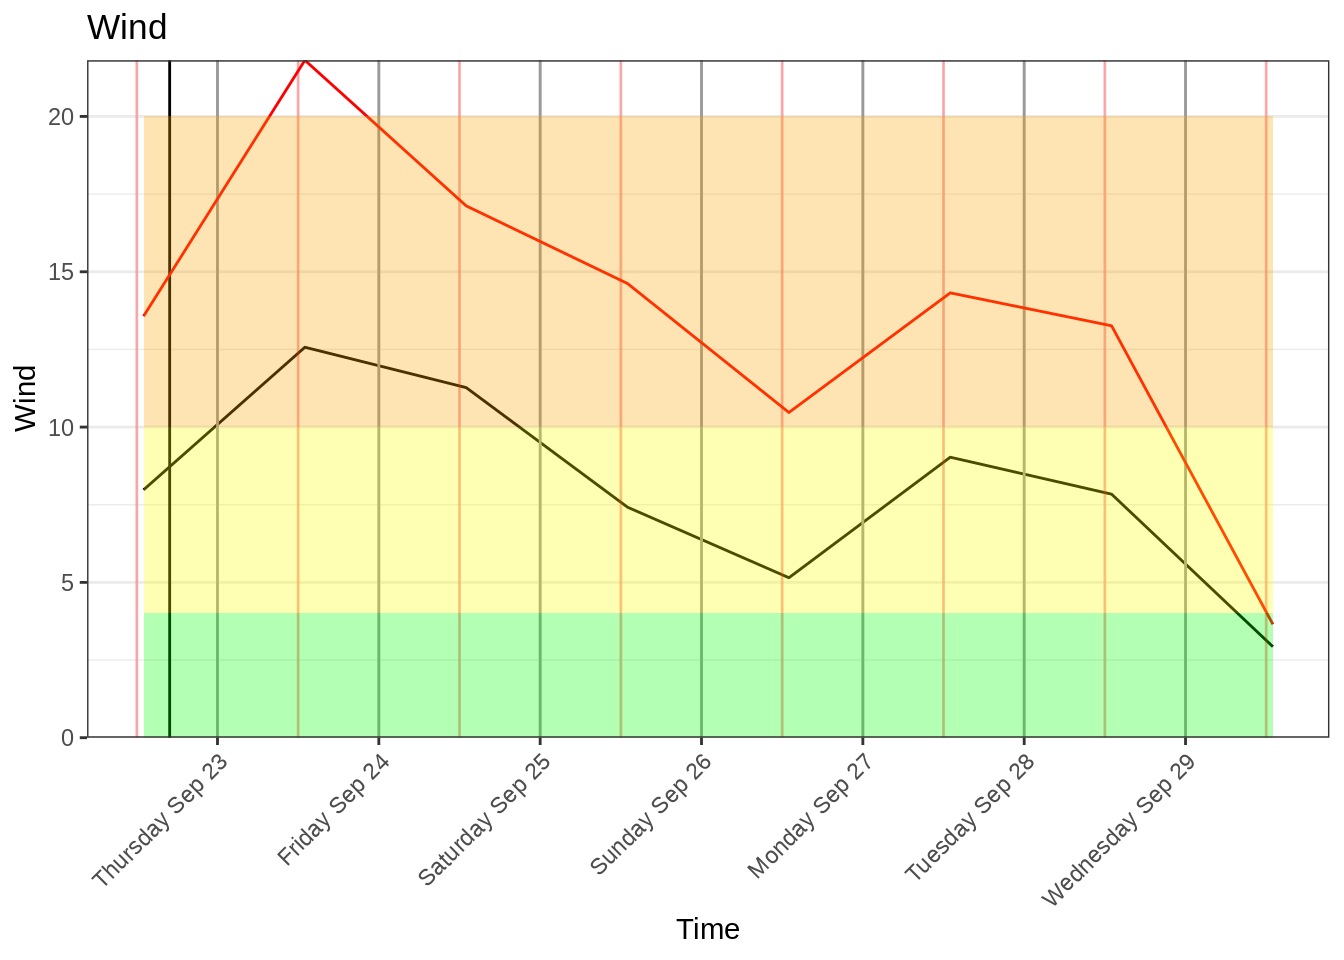 Wind
20
15
10
5
0
Wind
Thursday Sep 23
Friday Sep 24
Saturday Sep 25
Sunday Sep 26
Monday Sep 27
Tuesday Sep 28
Wednesday Sep 29
Time